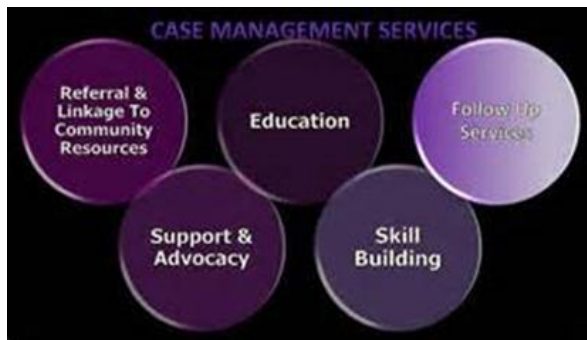 CASE MANAGEMENT SERVICES
Referral &
Linkage To
Community
Resources
Education
Follow Up
Services
Support &
Advocacy
Skill
Building